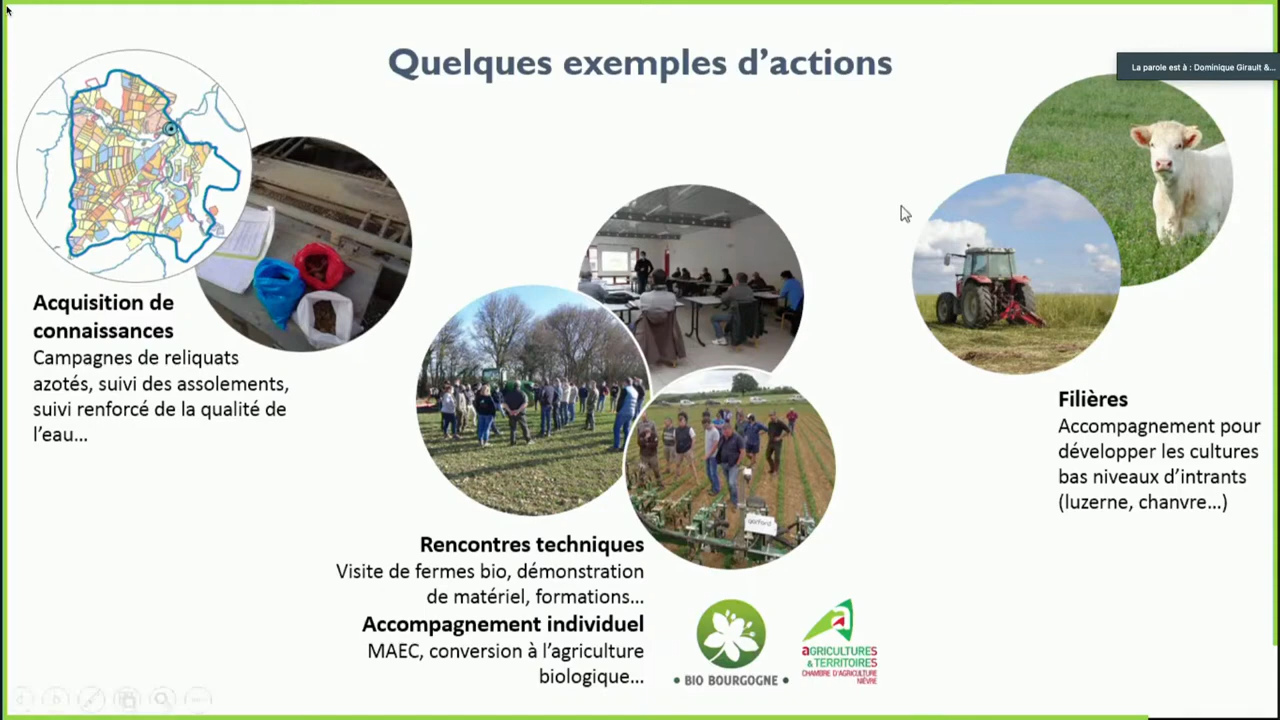 Quelques exemples d’actions
La parole est à : Dominique Girault &...
Acquisition de
connaissances
Campagnes de reliquats
azotés, suivi des assolements,
suivi renforcé de la qualité de
l’eau…
Filières
Accompagnement pour
développer les cultures
bas niveaux d’intrants
(luzerne, chanvre…)
garford
Rencontres techniques
Visite de fermes bio, démonstration
de matériel, formations…
Accompagnement individuel
MAEC, conversion à l’agriculture
biologique…
• BIO BOURGOGNE •
aGRICULTURES
& TERRITOIRES
CHAMBRE D’AGRICULTURE
NIÈVRE